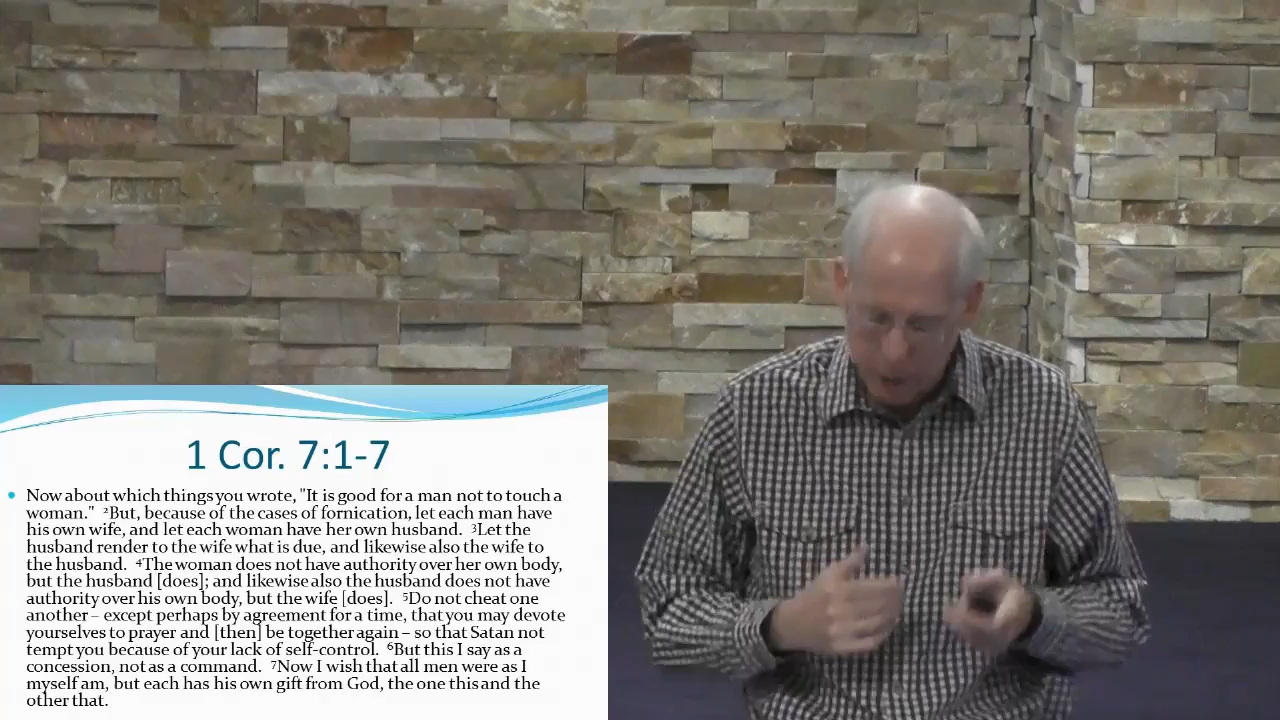 1 Cor. 7:1-7
• Now about which things you wrote, "It is good for a man not to touch a
woman." ²But, because of the cases of fornication, let each man have
his own wife, and let each woman have her own husband. ³Let the
husband render to the wife what is due, and likewise also the wife to
the husband. ⁴The woman does not have authority over her own body,
but the husband [does]; and likewise also the husband does not have
authority over his own body, but the wife [does]. ⁵Do not cheat one
another – except perhaps by agreement for a time, that you may devote
yourselves to prayer and [then] be together again – so that Satan not
tempt you because of your lack of self-control. ⁶But this I say as a
concession, not as a command. ⁷Now I wish that all men were as I
myself am, but each has his own gift from God, the one this and the
other that.